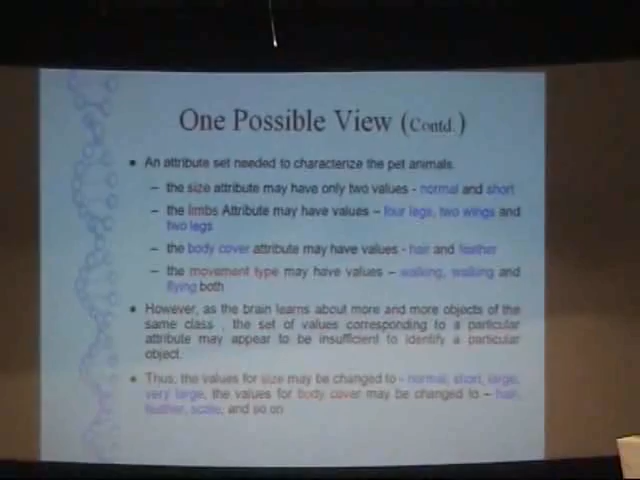 One Possible View (Contd.)
• An attribute set needed to characterize the pet animals.
– the size attribute may have only two values - normal and short
– the limbs Attribute may have values – four legs, two wings and
two legs
– the body cover attribute may have values - hair and feather
– the movement type may have values – walking, walking and
flying both
• However, as the brain learns about more and more objects of the
same class , the set of values corresponding to a particular
attribute may appear to be insufficient to identify a particular
object.
• Thus, the values for size may be changed to - normal, short, large,
very large, the values for body cover may be changed to – hair,
feather, scale, and so on